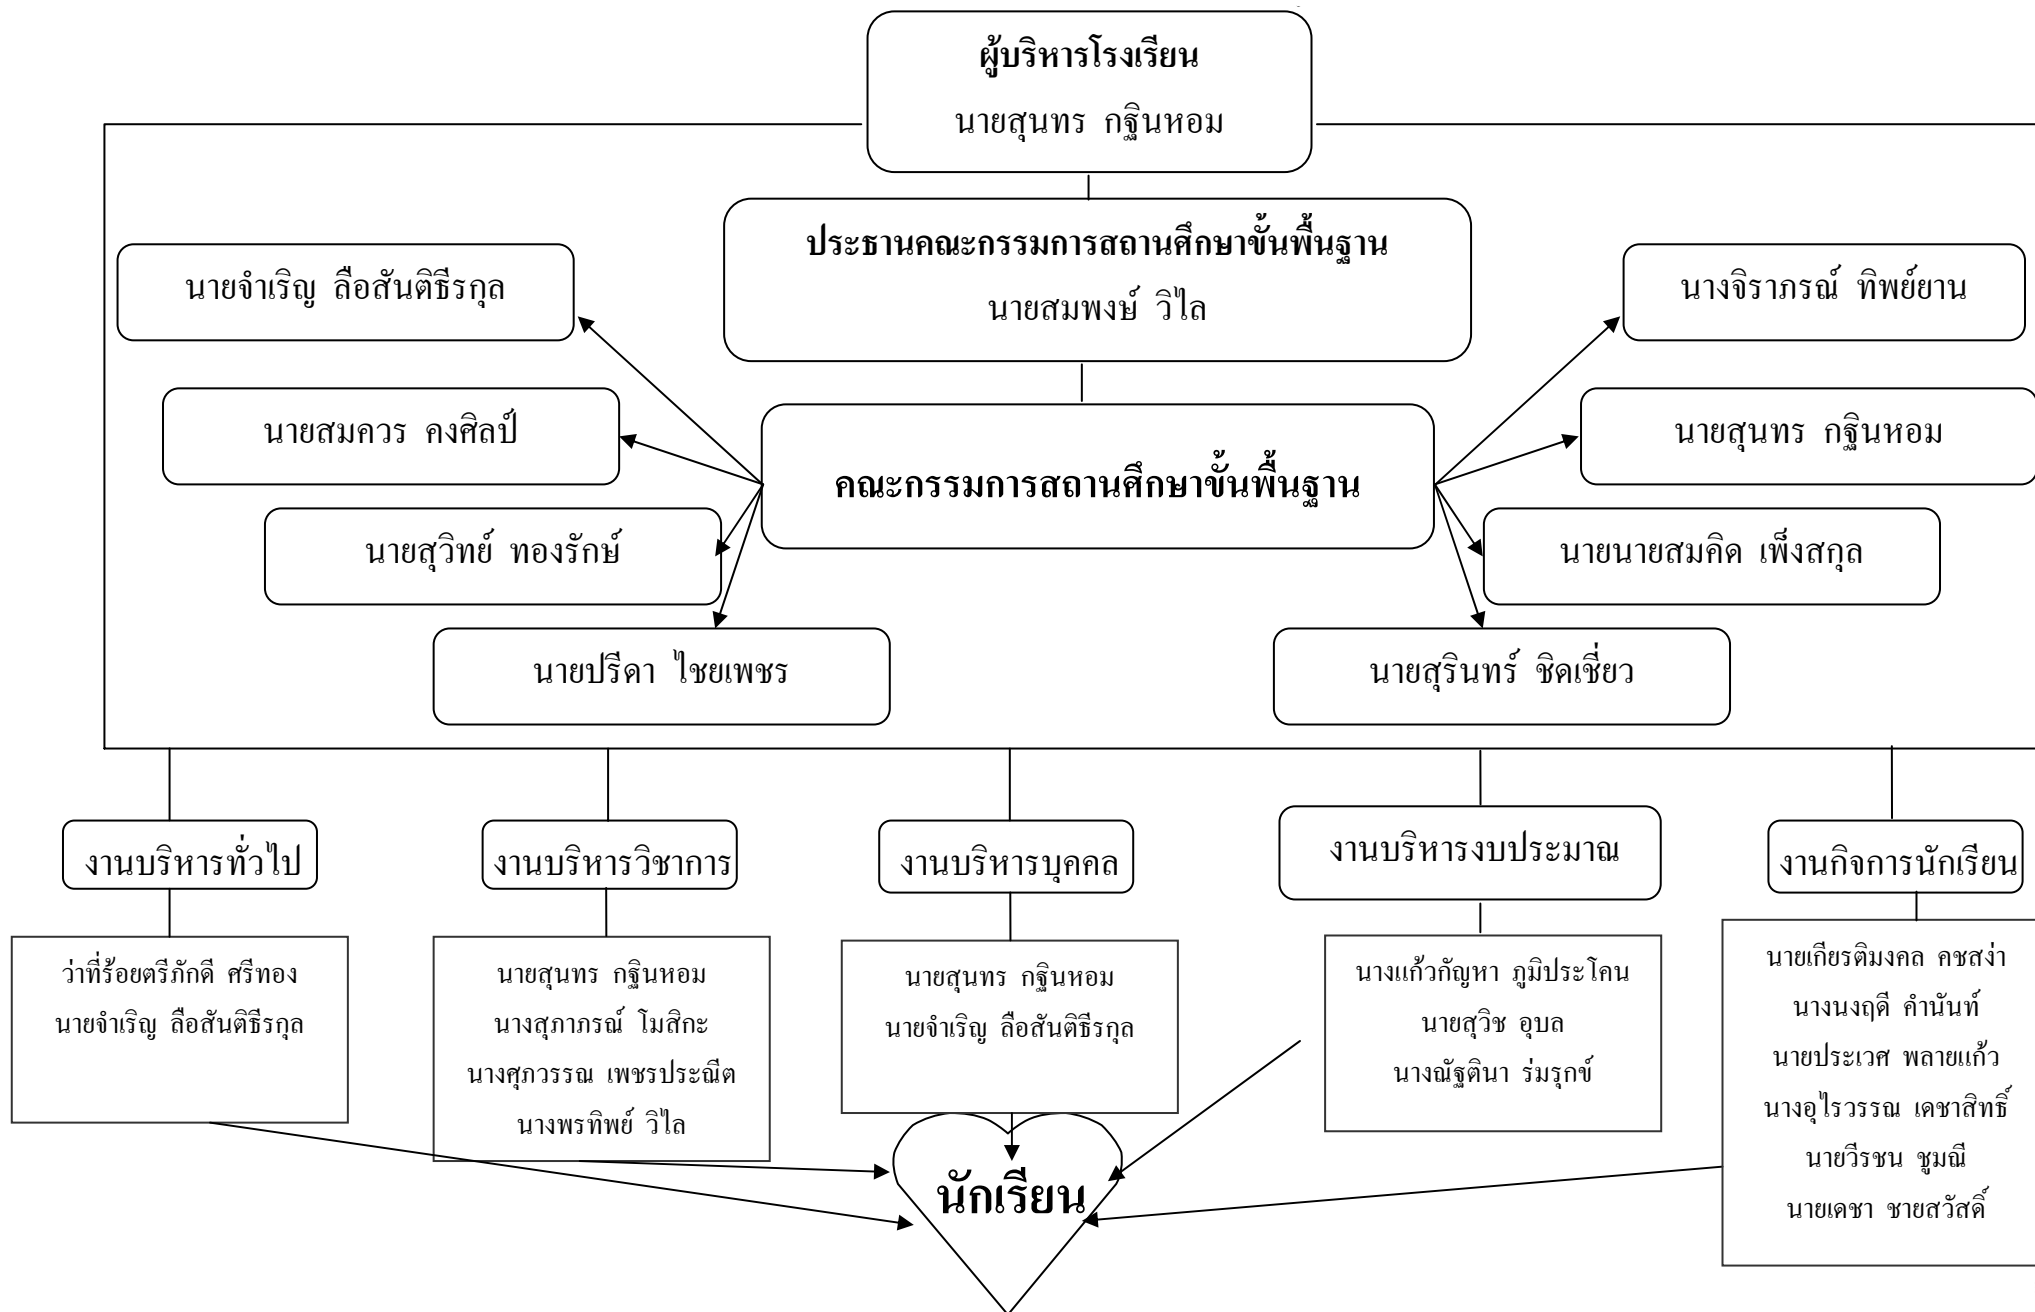 ผู้บริหารโรงเรียน
นายสุนทร กฐินหอม
ประธานคณะกรรมการสถานศึกษาขั้นพื้นฐาน
นายสมพงษ์ วิไล
นายจำเริญ ลือสันติธีรกุล
นางจิราภรณ์ ทิพย์ยาน
นายสมควร คงศิลป์
นายสุนทร กฐินหอม
คณะกรรมการสถานศึกษาขั้นพื้นฐาน
นายสุวิทย์ ทองรักษ์
นายนายสมคิด เพ็งสกุล
นายปรีดา ไชยเพชร
นายสุรินทร์ ชิดเชี่ยว
งานบริหารทั่วไป
งานบริหารวิชาการ
งานบริหารบุคคล
งานบริหารงบประมาณ
งานกิจการนักเรียน
ว่าที่ร้อยตรีภักดี ศรีทอง
นายจำเริญ ลือสันติธีรกุล
นายสุนทร กฐินหอม
นางสุภาภรณ์ โมสิกะ
นางศุภวรรณ เพชรประณีต
นางพรทิพย์ วิไล
นายสุนทร กฐินหอม
นายจำเริญ ลือสันติธีรกุล
นางแก้วกัญหา ภูมิประโคน
นายสุวิช อุบล
นางณัฐตินา ร่มรุกข์
นายเกียรติมงคล คชสง่า
นางนงฤดี คำนันท์
นายประเวศ พลายแก้ว
นางอุไรวรรณ เดชาสิทธิ์
นายวีรชน ชูมณี
นายเดชา ชายสวัสดิ์
นักเรียน